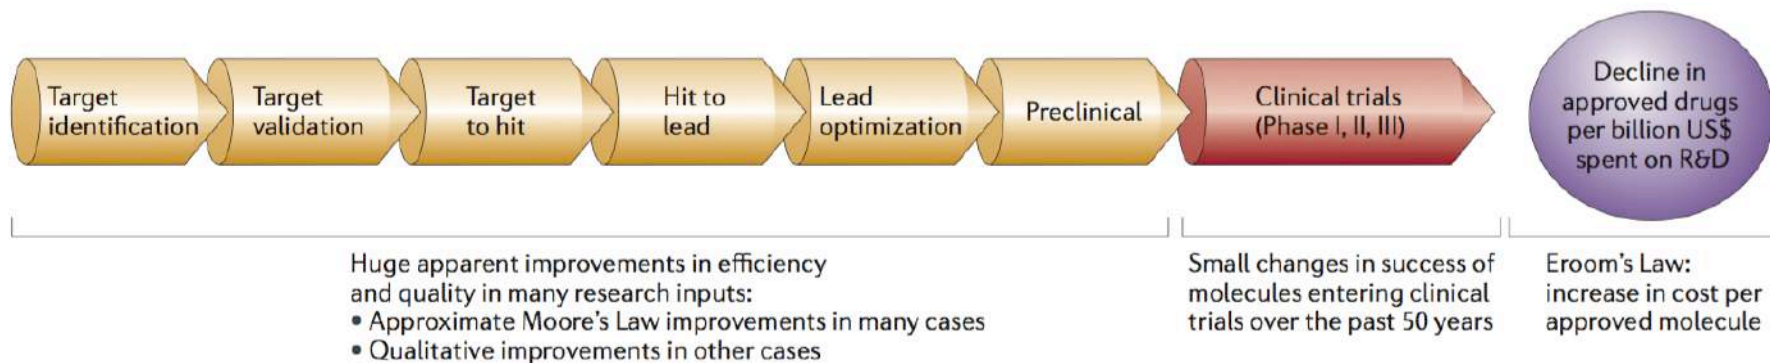 Target
identification
Target
validation
Target
to hit
Hit to
lead
Lead
optimization
Preclinical
Clinical trials
(Phase I, II, III)
Decline in
approved drugs
per billion US$
spent on R&D
Huge apparent improvements in efficiency
and quality in many research inputs:
• Approximate Moore's Law improvements in many cases
• Qualitative improvements in other cases
Small changes in success of
molecules entering clinical
trials over the past 50 years
Eroom's Law:
increase in cost per
approved molecule